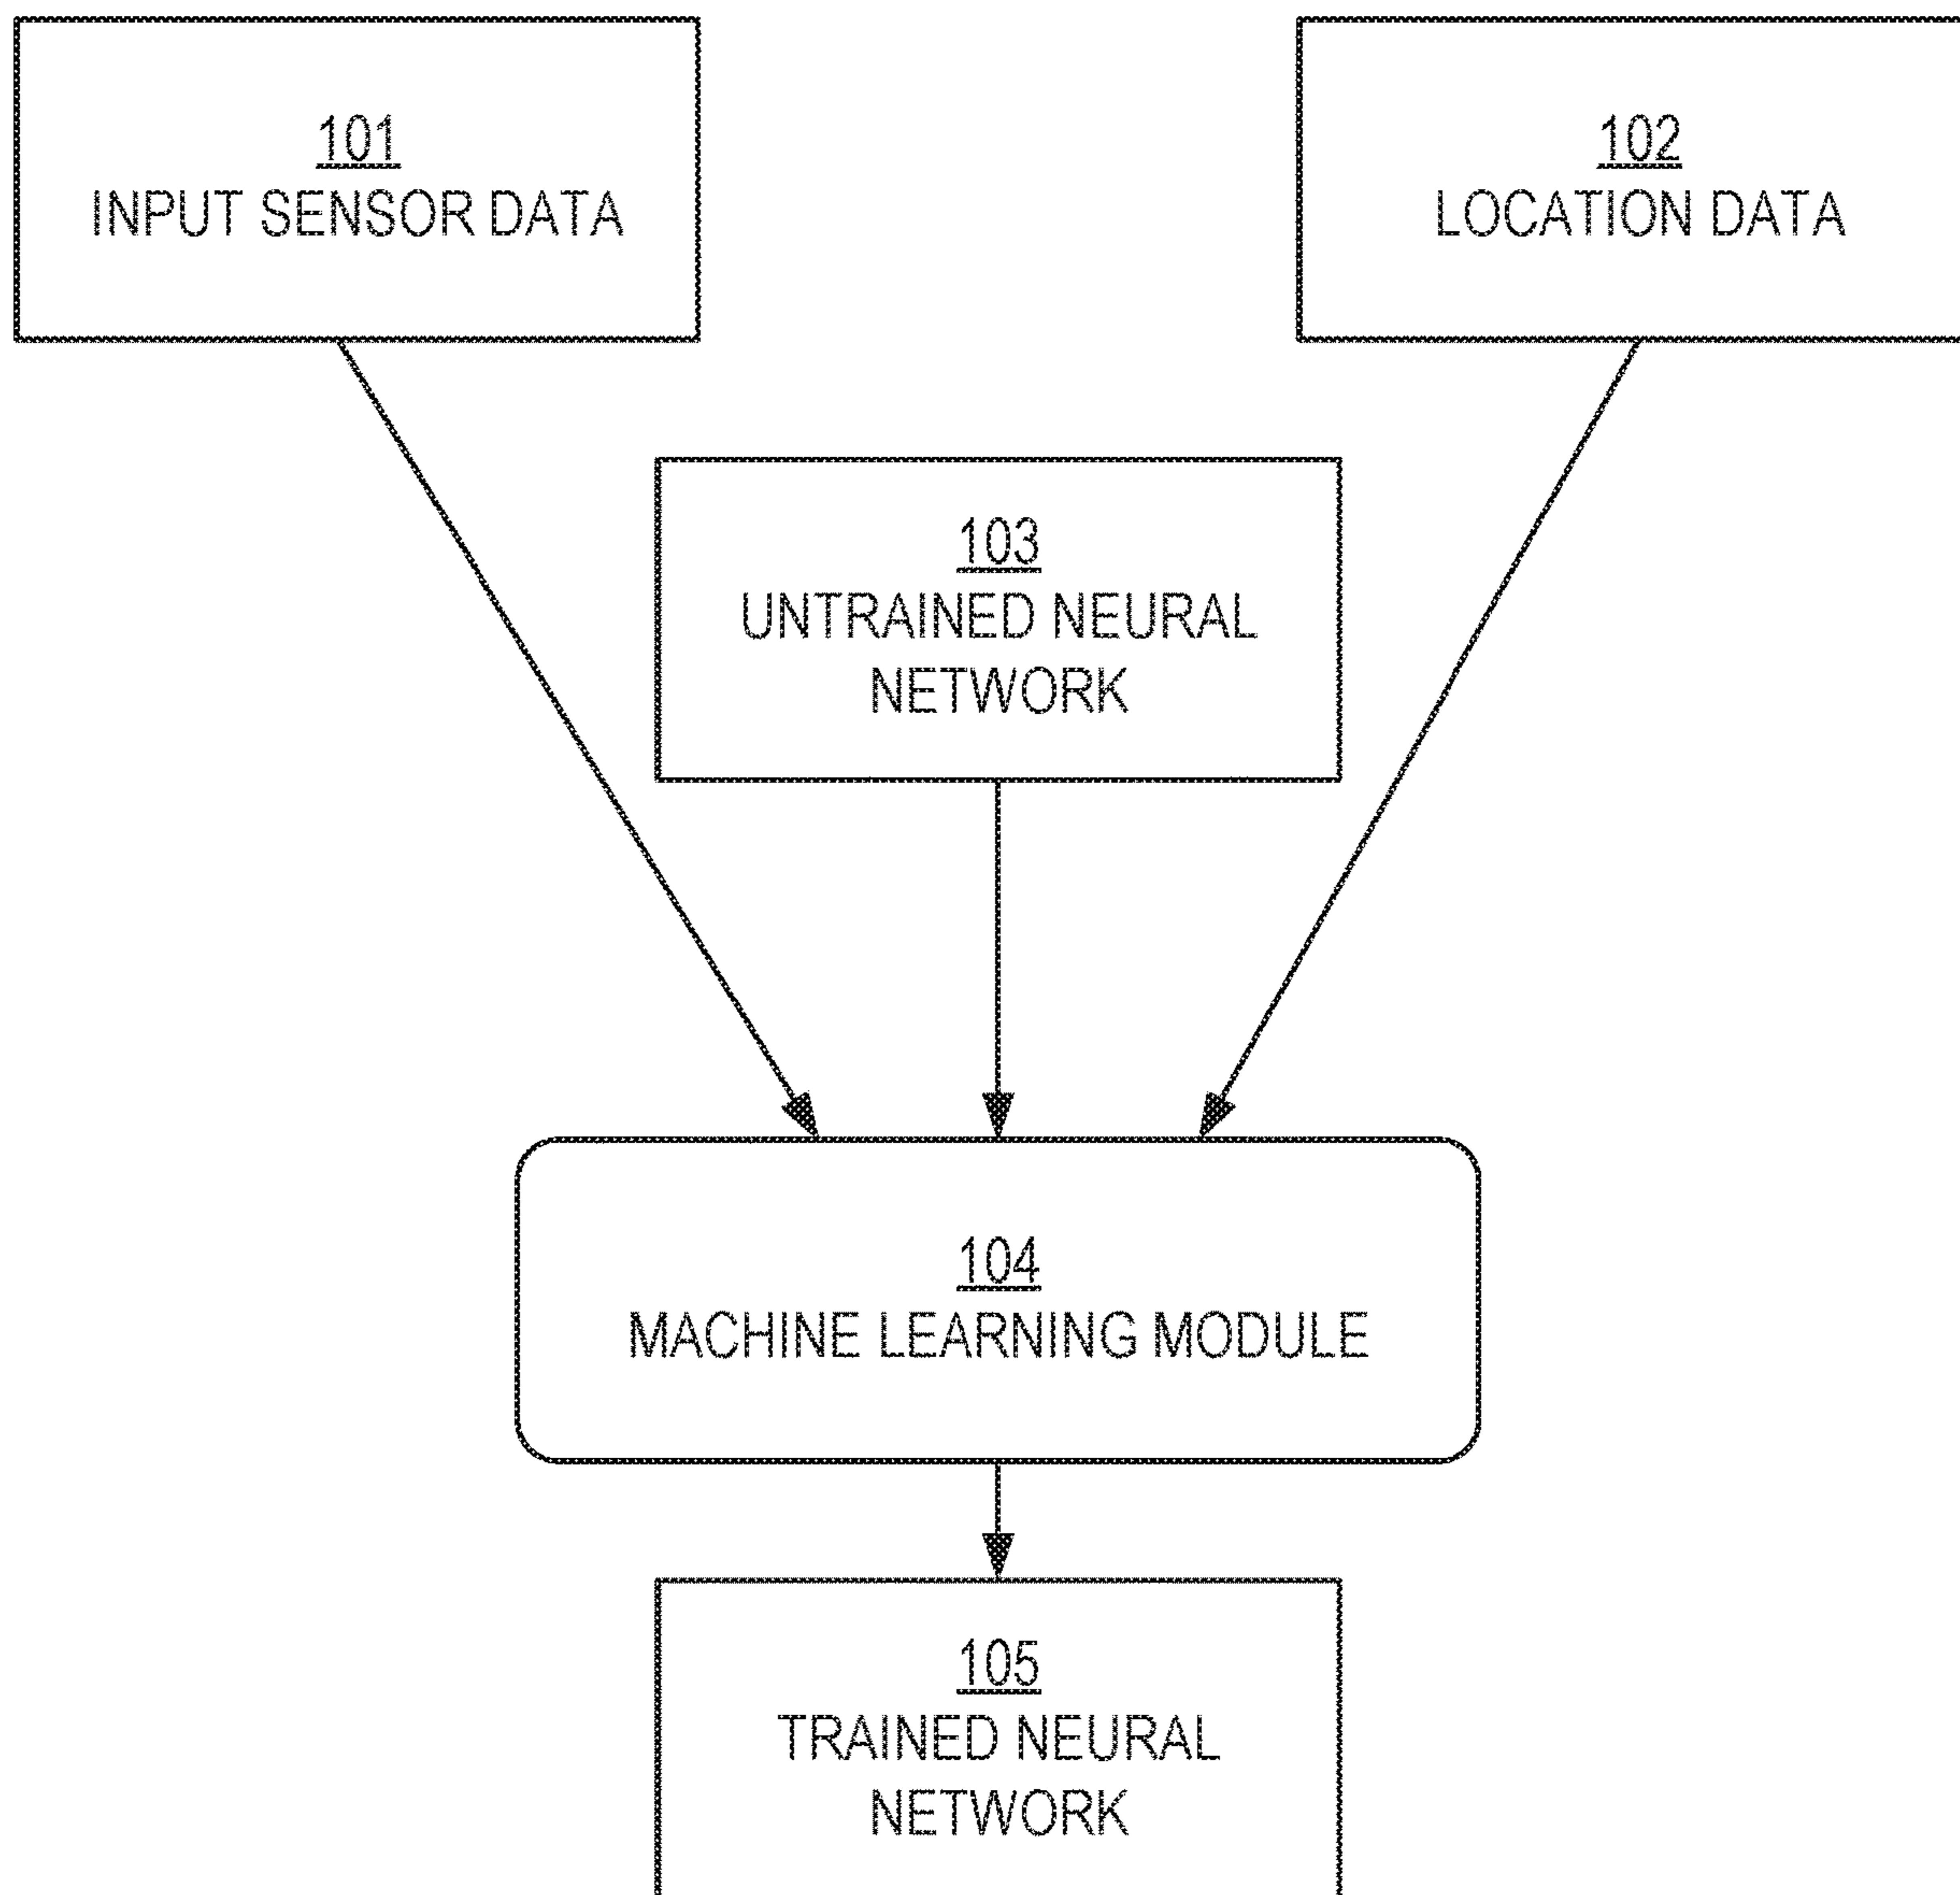 101
INPUT SENSOR DATA
102
LOCATION DATA
103
UNTRAINED NEURAL
NETWORK
104
MACHINE LEARNING MODULE
105
TRAINED NEURAL
NETWORK